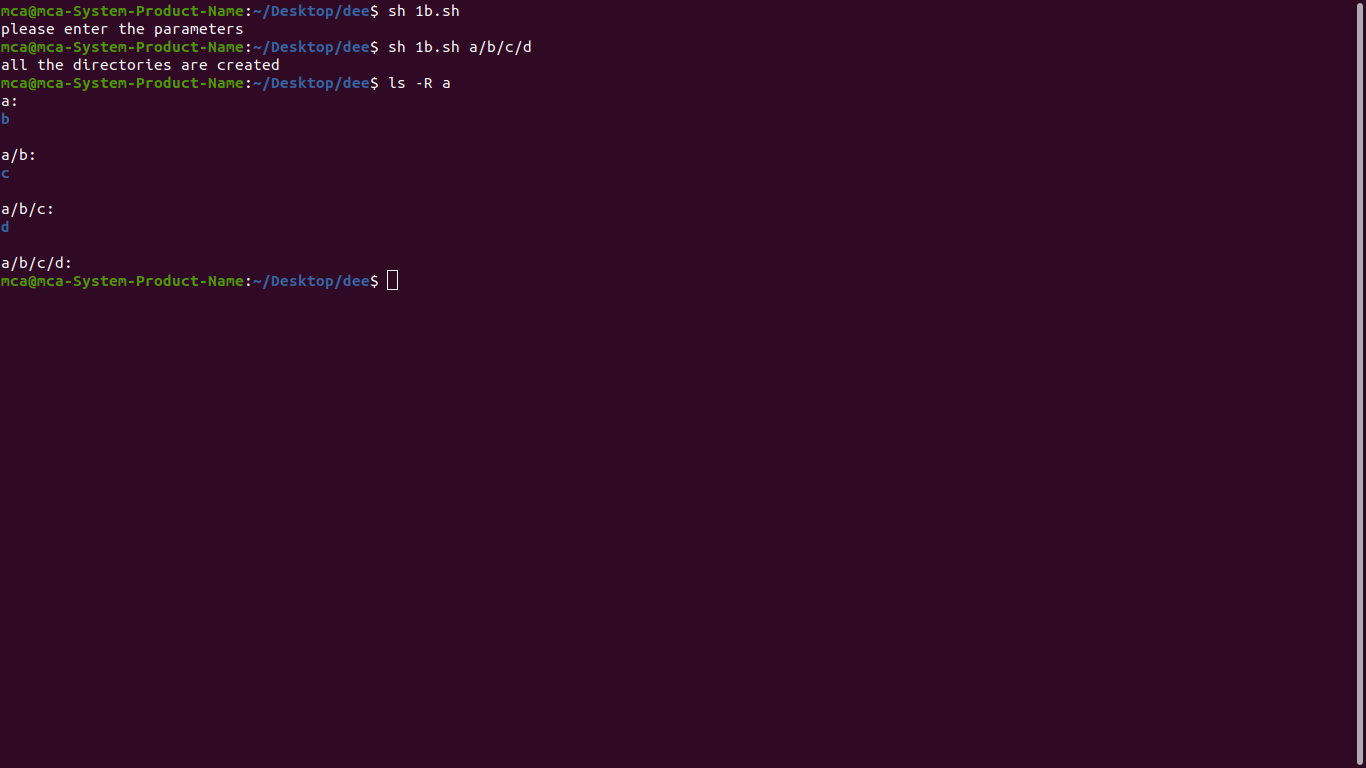 mca@mca-System-Product-Name:~/Desktop/dee$ sh 1b.sh
please enter the parameters
mca@mca-System-Product-Name:~/Desktop/dee$ sh 1b.sh a/b/c/d
all the directories are created
mca@mca-System-Product-Name:~/Desktop/dee$ ls -R a
a:
b
a/b:
c
a/b/c:
d
a/b/c/d:
mca@mca-System-Product-Name:~/Desktop/dee$